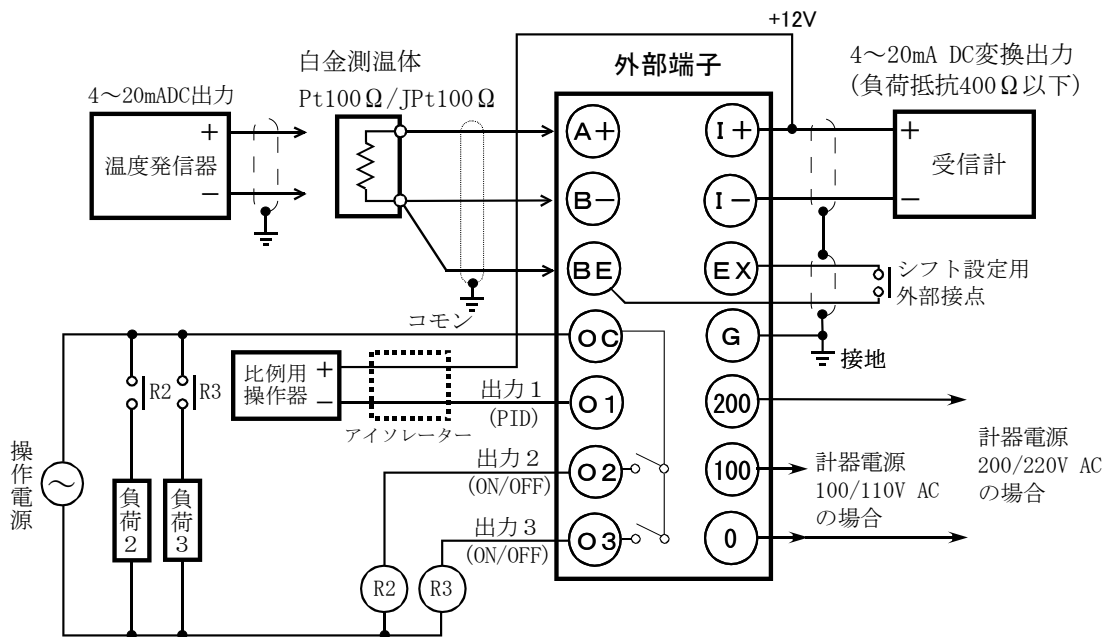 +12V
白金測温体
Pt100Ω/JPt100Ω
外部端子
4～20mA DC変換出力
(負荷抵抗400Ω以下)
4～20mADC出力
温度発信器
+
−
A+
B−
BE
OC
O1
O2
O3
I+
I−
EX
G
200
100
0
+
−
受信計
シフト設定用
外部接点
接地
コモン
比例用
操作器
+
−
アイソレーター
出力1
(PID)
出力2
(ON/OFF)
出力3
(ON/OFF)
R2
R3
操作電源
負荷2
負荷3
R2
R3
計器電源
100/110V AC
の場合
計器電源
200/220V AC
の場合